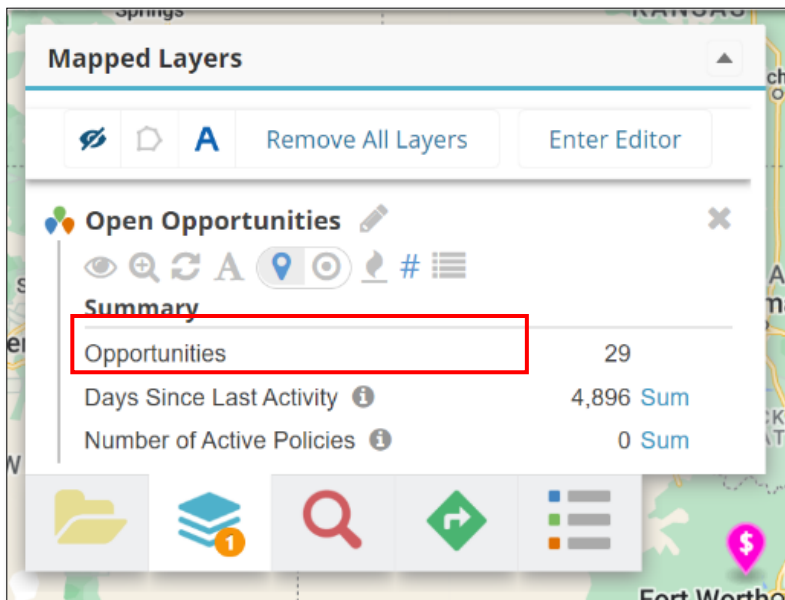 Springs
KANSAS
Mapped Layers
A Remove All Layers Enter Editor
Open Opportunities
A #
Summary
Opportunities 29
Days Since Last Activity 4,896 Sum
Number of Active Policies 0 Sum
1
$
Fort Worth